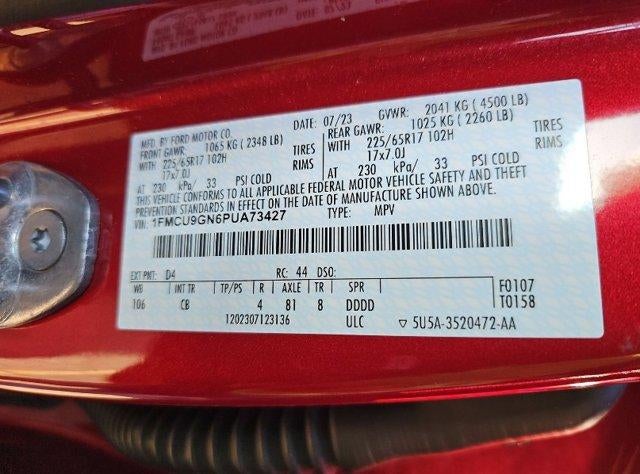 MFD. BY FORD MOTOR CO. DATE: 07/23 GVWR: 2041 KG ( 4500 LB)
FRONT GAWR: 1065 KG ( 2348 LB) REAR GAWR: 1025 KG ( 2260 LB)
WITH 225/65R17 102H TIRES WITH 225/65R17 102H TIRES
17x7.0J RIMS 17x7.0J RIMS
AT 230 kPa/ 33 PSI COLD AT 230 kPa/ 33 PSI COLD
THIS VEHICLE CONFORMS TO ALL APPLICABLE FEDERAL MOTOR VEHICLE SAFETY AND THEFT
PREVENTION STANDARDS IN EFFECT ON THE DATE OF MANUFACTURE SHOWN ABOVE.
VIN: 1FMCU9GN6PUA73427 TYPE: MPV
EXT PNT: D4 RC: 44 DSO:
WB INT TR TP/PS R AXLE TR SPR F0107
106 CB 4 81 8 DDDD T0158
1202307123136 ULC ▽ 5U5A-3520472-AA